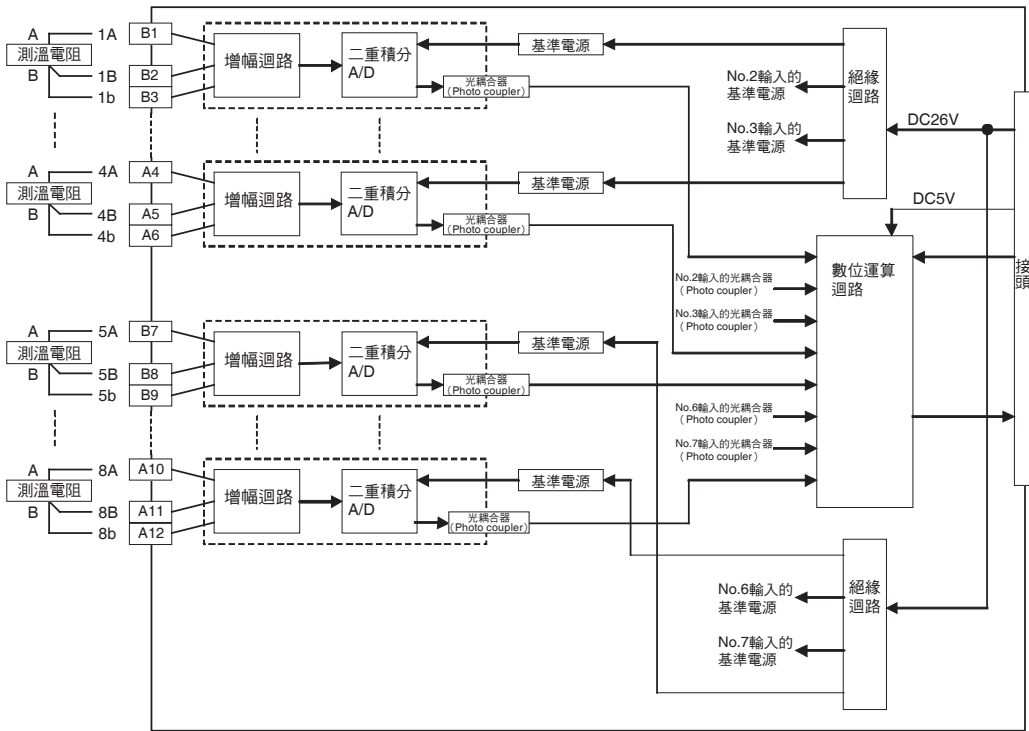 A
測溫電阻
B
1A
1B
1b
B1
B2
B3
增幅迴路
二重積分
A/D
基準電源
光耦合器
(Photo coupler)
No.2輸入的
基準電源
No.3輸入的
基準電源
絕緣
迴路
DC26V
DC5V
A
測溫電阻
B
4A
4B
4b
A4
A5
A6
增幅迴路
二重積分
A/D
基準電源
光耦合器
(Photo coupler)
No.2輸入的光耦合器
(Photo coupler)
No.3輸入的光耦合器
(Photo coupler)
數位運算
迴路
接
頭
A
測溫電阻
B
5A
5B
5b
B7
B8
B9
增幅迴路
二重積分
A/D
基準電源
光耦合器
(Photo coupler)
No.6輸入的光耦合器
(Photo coupler)
No.7輸入的光耦合器
(Photo coupler)
A
測溫電阻
B
8A
8B
8b
A10
A11
A12
增幅迴路
二重積分
A/D
基準電源
光耦合器
(Photo coupler)
No.6輸入的
基準電源
No.7輸入的
基準電源
絕緣
迴路